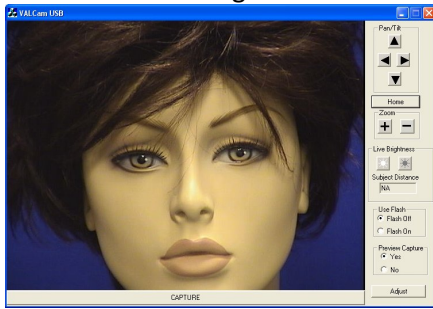 VALCam USB
Pan/Tilt
Home
Zoom
Live Brightness
Subject Distance
NA
Use Flash
Flash Off
Flash On
Preview Capture
Yes
No
CAPTURE
Adjust